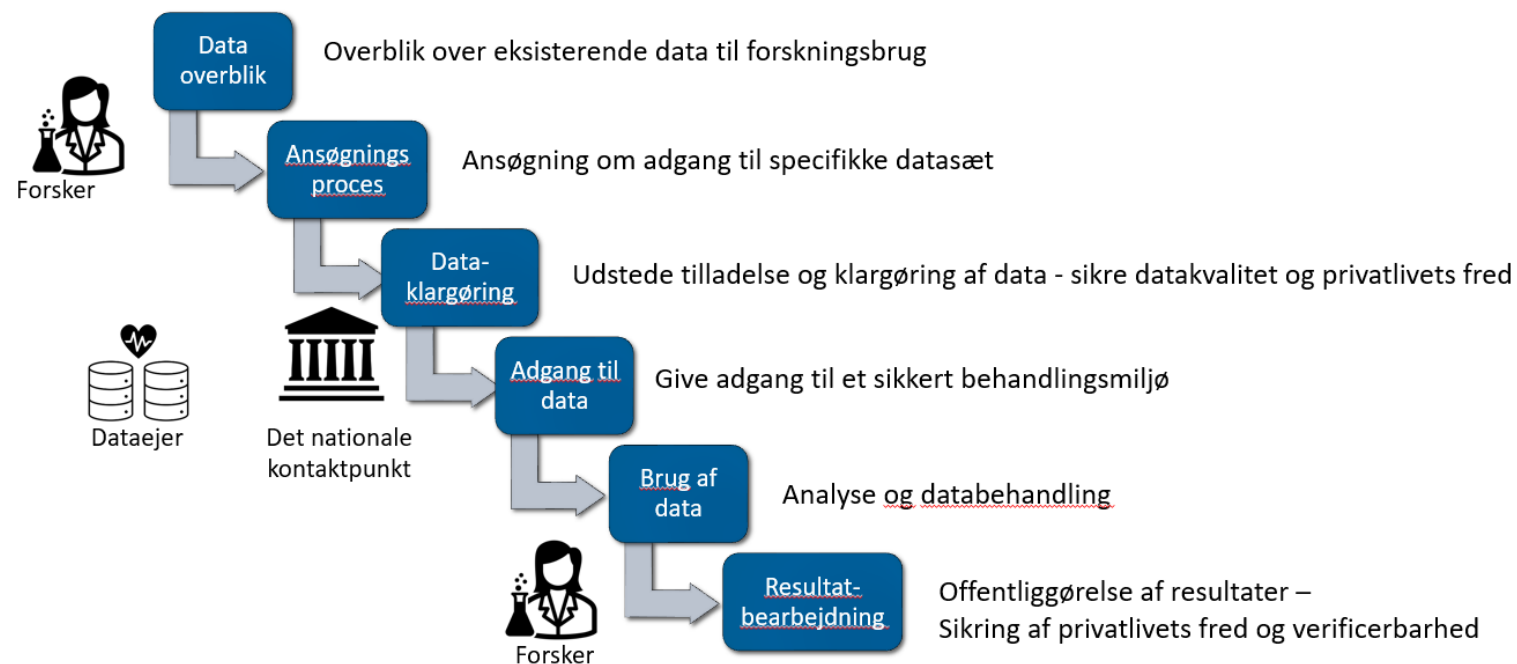 Data
overblik
Overblik over eksisterende data til forskningsbrug
Forsker
Ansøgnings
proces
Ansøgning om adgang til specifikke datasæt
Data-
klargøring
Udstede tilladelse og klargøring af data - sikre datakvalitet og privatlivets fred
Dataejer
Det nationale
kontaktpunkt
Adgang til
data
Give adgang til et sikkert behandlingsmiljø
Brug af
data
Analyse og databehandling
Forsker
Resultat-
bearbejdning
Offentliggørelse af resultater –
Sikring af privatlivets fred og verificerbarhed